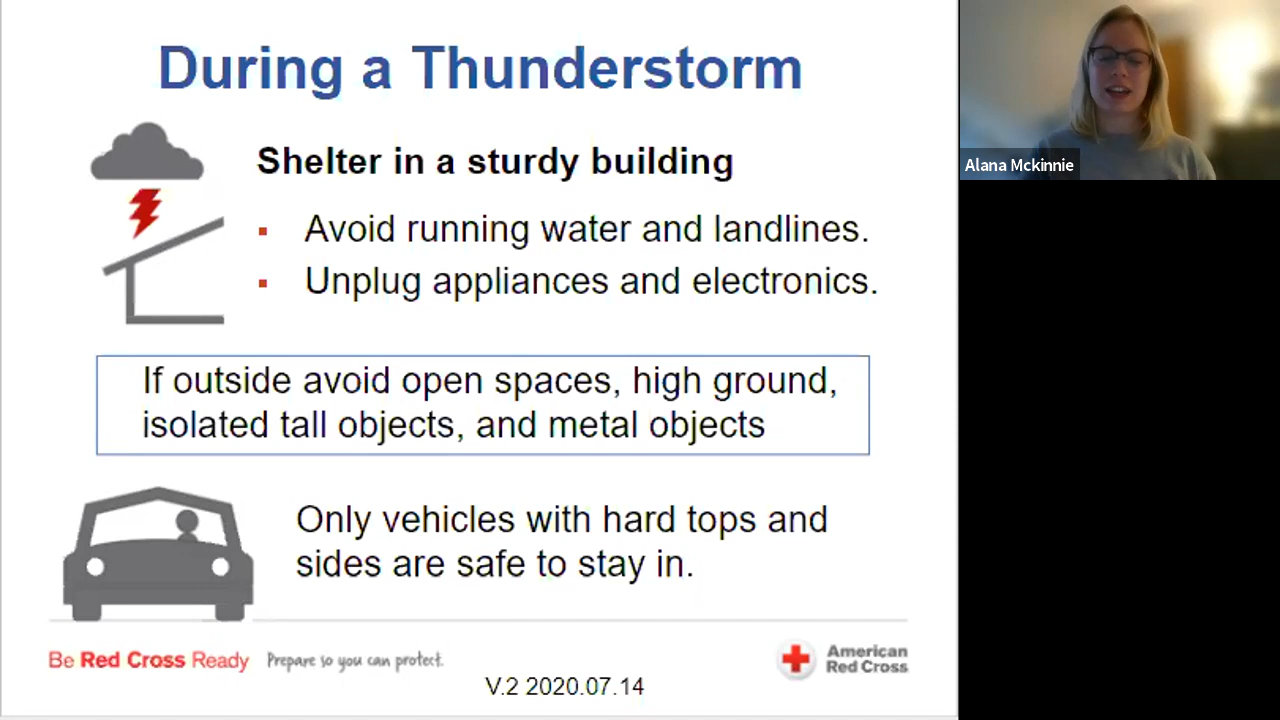 During a Thunderstorm
Shelter in a sturdy building
▪ Avoid running water and landlines.
▪ Unplug appliances and electronics.
If outside avoid open spaces, high ground,
isolated tall objects, and metal objects
Only vehicles with hard tops and
sides are safe to stay in.
Be Red Cross Ready Prepare so you can protect.
American
Red Cross
V.2 2020.07.14
Alana Mckinnie